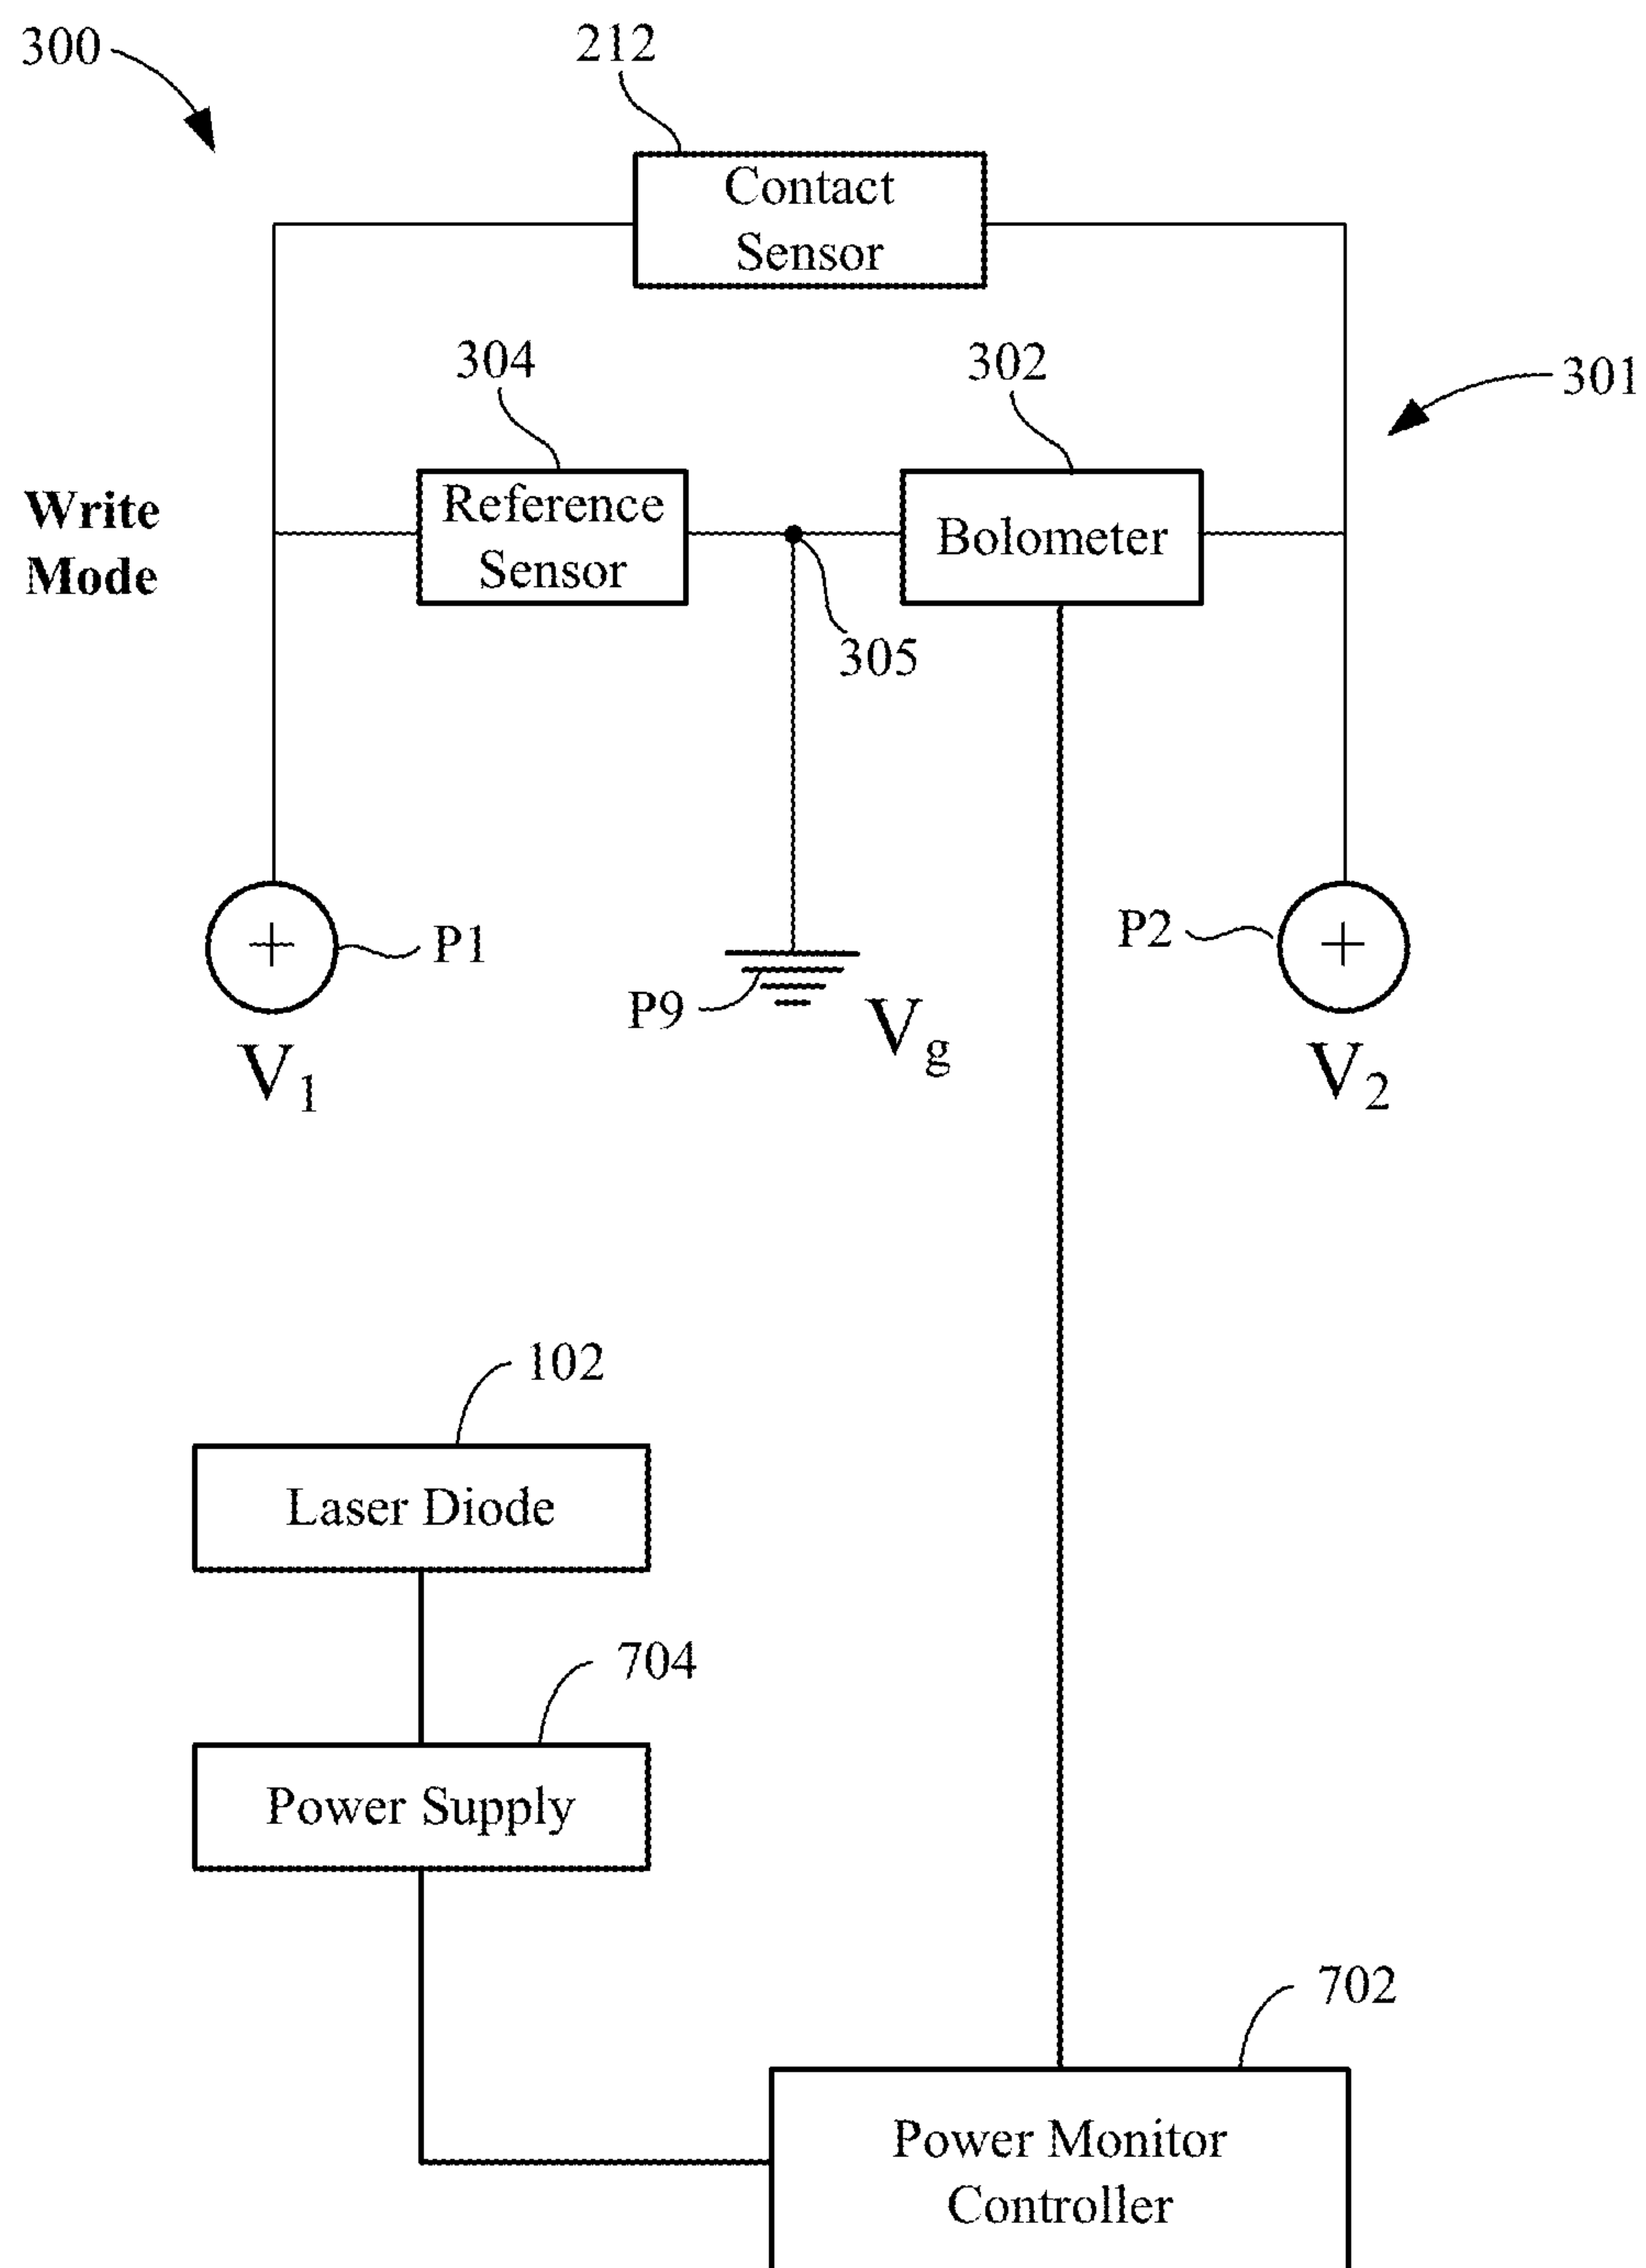 300
212
Contact
Sensor
304
302
301
Write
Mode
Reference
Sensor
Bolometer
305
P1
P2
P9
Vg
V1
V2
102
Laser Diode
704
Power Supply
702
Power Monitor
Controller